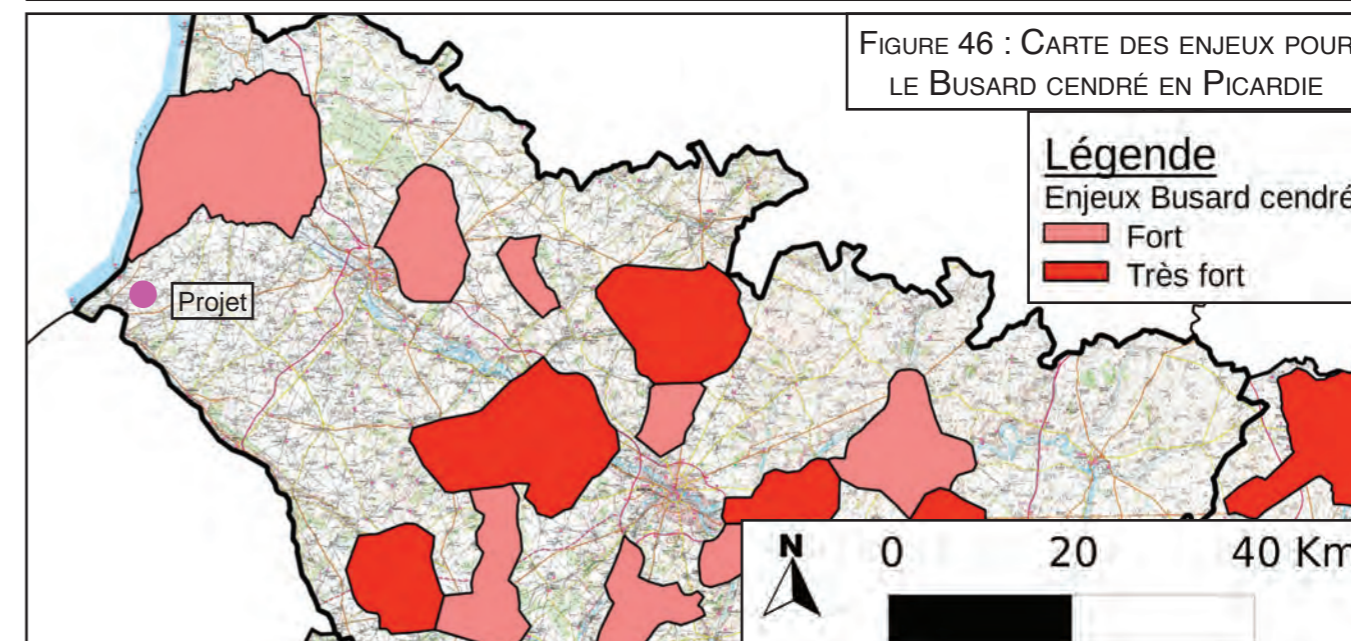 FIGURE 46 : CARTE DES ENJEUX POUR
LE BUSARD CENDRÉ EN PICARDIE
Légende
Enjeux Busard cendré
Fort
Très fort
Projet
N
0 20 40 Km